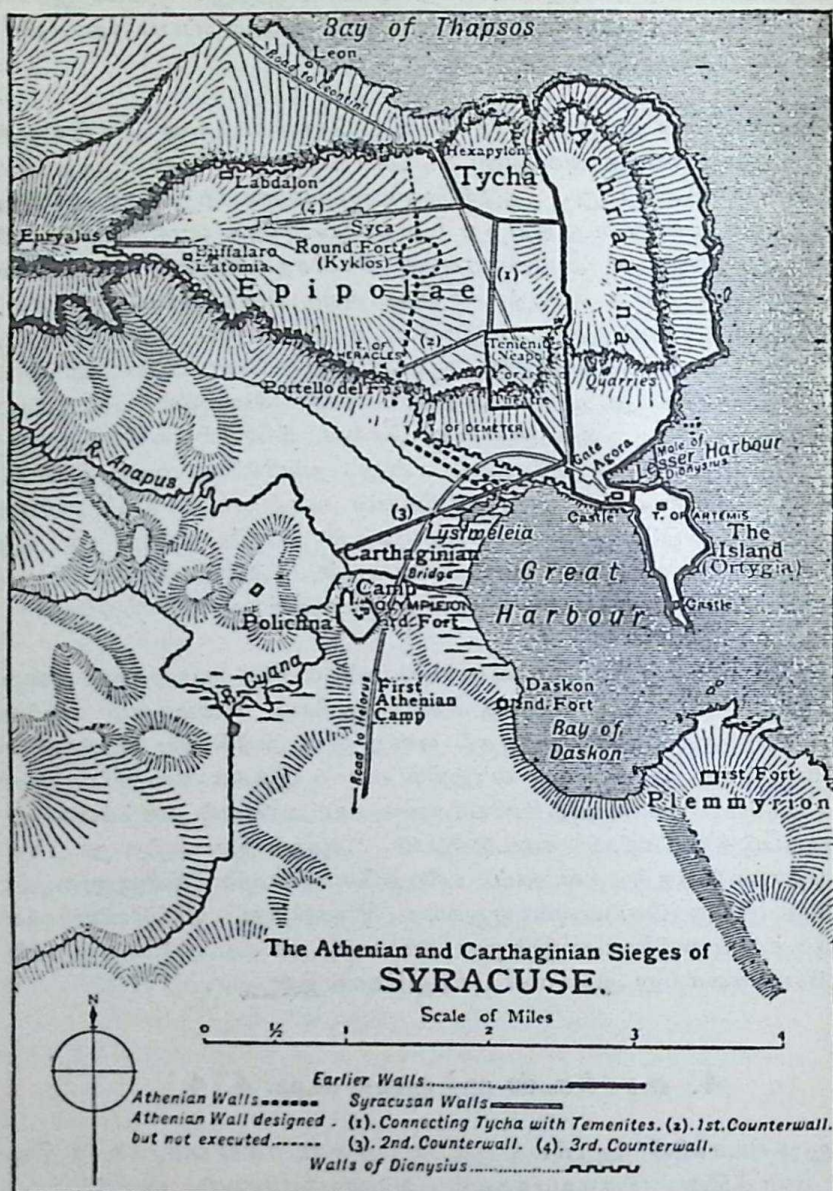 Bay of Thapsos
Leon
Road to Leontini
Hexapylon
Tycha
Achradina
Labdalon
(4)
Syca
Euryalus
Buffalaro
Latomia
Round Fort
(Kyklos)
(1)
Epipolae
(2)
T. OF
HERACLES
Temenites
Theatre
Quarries
Portello del
T. OF DEMETER
R. Anapus
Gate
Agora
Mole of
Lesser Harbour
Dionysius
(3)
Castle
T. OF ARTEMIS
Lysimeleia
The
Island
(Ortygia)
Carthaginian
Camp
Bridge
Great
Harbour
Castle
OLYMPIEION
Polichna
3rd Fort
R. Cyana
First
Athenian
Camp
Daskon
2nd Fort
Bay of
Daskon
Road to Helorus
1st Fort
Plemmyrion
The Athenian and Carthaginian Sieges of
SYRACUSE.
N
Scale of Miles
0 ½ 1 2 3 4
Earlier Walls
Athenian Walls Syracusan Walls
Athenian Wall designed . (1). Connecting Tycha with Temenites. (2). 1st. Counterwall.
but not executed (3). 2nd. Counterwall. (4). 3rd. Counterwall.
Walls of Dionysius